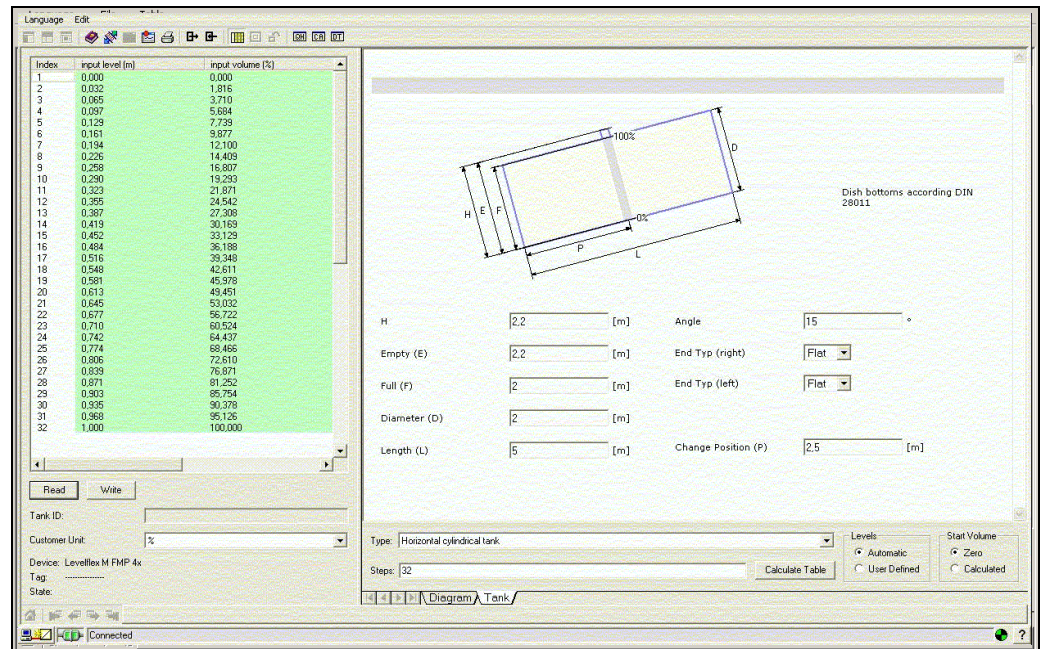 Language Edit
OH CA DT
Index input level (m) input volume (%)
1 0,000 0,000
2 0,032 1,816
3 0,065 3,710
4 0,097 5,684
5 0,129 7,739
6 0,161 9,877
7 0,194 12,100
8 0,226 14,409
9 0,258 16,807
10 0,290 19,293
11 0,323 21,871
12 0,355 24,542
13 0,387 27,308
14 0,419 30,169
15 0,452 33,129
16 0,484 36,188
17 0,516 39,348
18 0,548 42,611
19 0,581 45,978
20 0,613 49,451
21 0,645 53,032
22 0,677 56,722
23 0,710 60,524
24 0,742 64,437
25 0,774 68,466
26 0,806 72,610
27 0,839 76,871
28 0,871 81,252
29 0,903 85,754
30 0,935 90,378
31 0,968 95,126
32 1,000 100,000
Read Write
Tank ID:
Customer Unit: %
Device: Levelflex M FMP 4x
Tag: ---------------
State:
100%
D
H E F
0%
P
L
Dish bottoms according DIN
28011
H 2,2 [m] Angle 15 °
Empty (E) 2,2 [m] End Typ (right) Flat
Full (F) 2 [m] End Typ (left) Flat
Diameter (D) 2 [m]
Length (L) 5 [m] Change Position (P) 2,5 [m]
Type: Horizontal cylindrical tank
Steps: 32 Calculate Table
Levels
Automatic
User Defined
Start Volume
Zero
Calculated
Diagram Tank
Connected
?